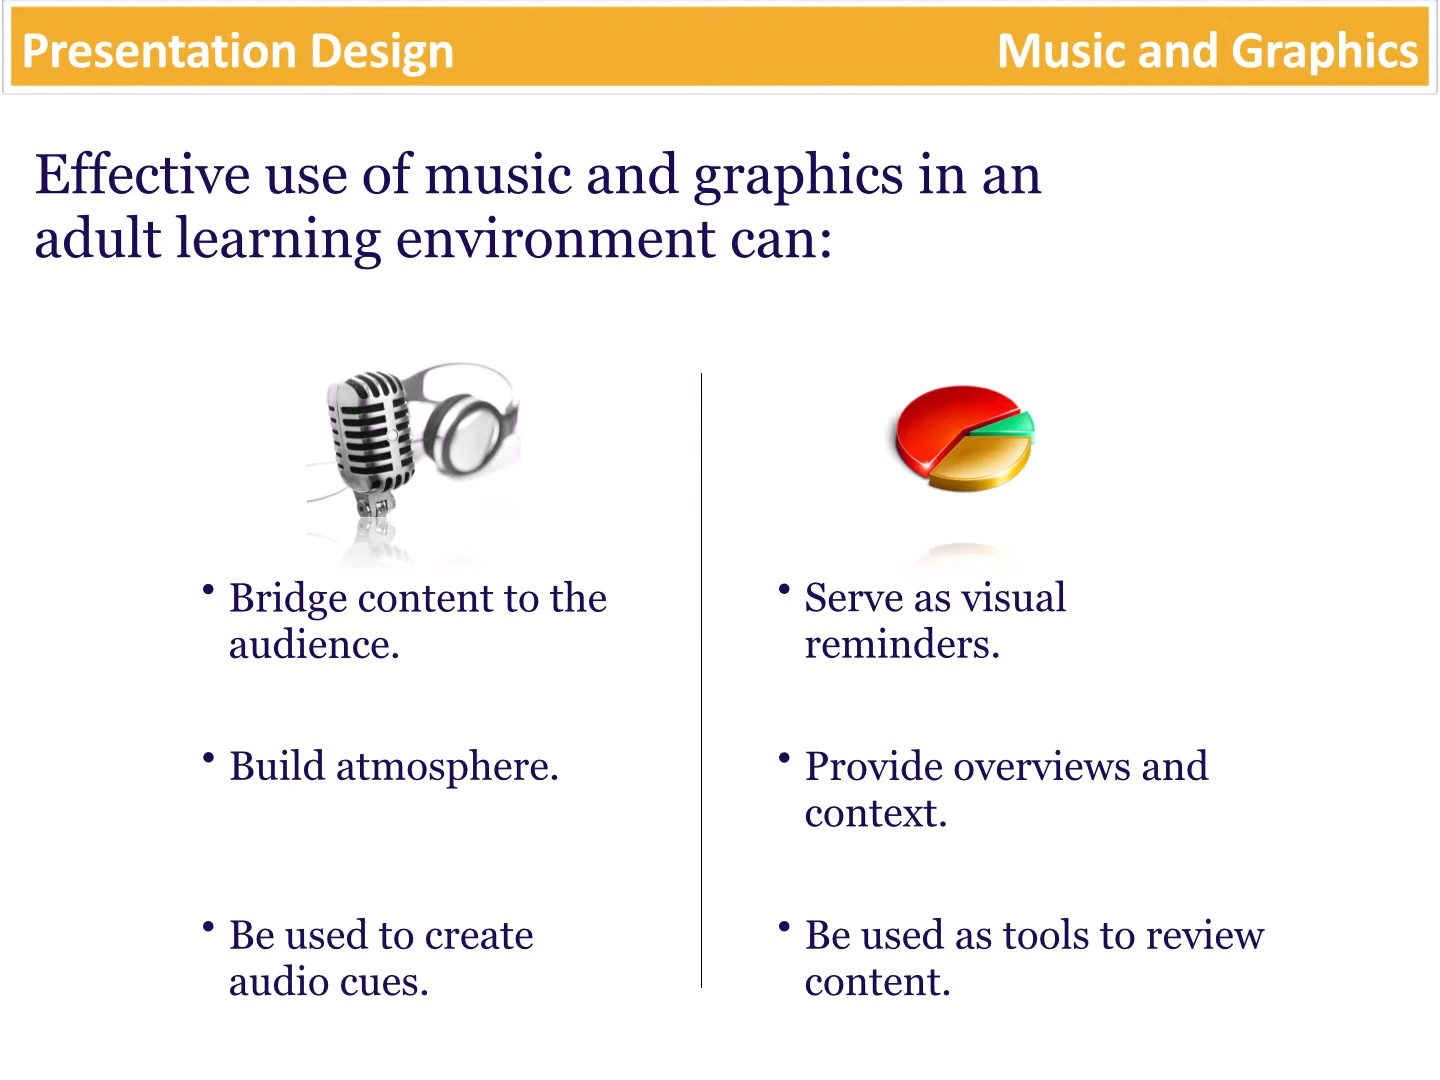 Presentation Design
Music and Graphics
Effective use of music and graphics in an
adult learning environment can:
• Bridge content to the
audience.
• Build atmosphere.
• Be used to create
audio cues.
• Serve as visual
reminders.
• Provide overviews and
context.
• Be used as tools to review
content.